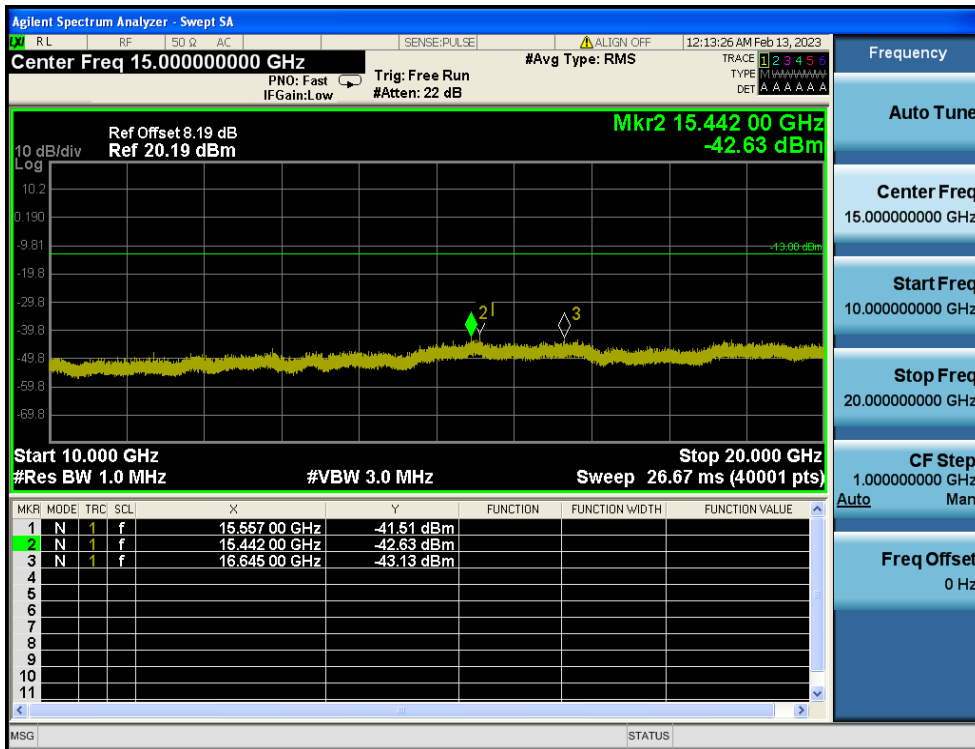 Agilent Spectrum Analyzer - Swept SA
LXI RL RF 50 Ω AC SENSE:PULSE ALIGN OFF 12:13:26 AM Feb 13, 2023
Center Freq 15.000000000 GHz
PNO: Fast
IFGain:Low
Trig: Free Run
#Atten: 22 dB
#Avg Type: RMS
TRACE 1 2 3 4 5 6
TYPE M
DET A A A A A A
Ref Offset 8.19 dB
10 dB/div Ref 20.19 dBm
Log
Mkr2 15.442 00 GHz
-42.63 dBm
10.2
0.190
-9.81
-13.00 dBm
-19.8
-29.8
2 3
-39.8
-49.8
-59.8
-69.8
Start 10.000 GHz Stop 20.000 GHz
#Res BW 1.0 MHz #VBW 3.0 MHz Sweep 26.67 ms (40001 pts)
MKR MODE TRC SCL X Y FUNCTION FUNCTION WIDTH FUNCTION VALUE
1 N 1 f 15.557 00 GHz -41.51 dBm
2 N 1 f 15.442 00 GHz -42.63 dBm
3 N 1 f 16.645 00 GHz -43.13 dBm
4
5
6
7
8
9
10
11
MSG STATUS
Frequency
Auto Tune
Center Freq
15.000000000 GHz
Start Freq
10.000000000 GHz
Stop Freq
20.000000000 GHz
CF Step
1.000000000 GHz
Auto Man
Freq Offset
0 Hz